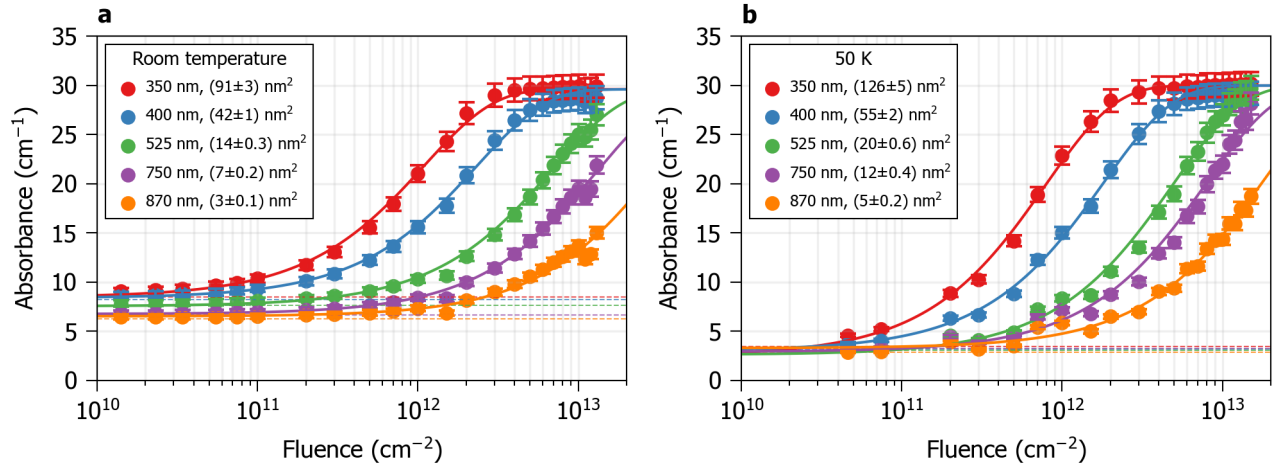 a
35
30
25
20
15
10
5
0
Absorbance (cm⁻¹)
Room temperature
350 nm, (91±3) nm²
400 nm, (42±1) nm²
525 nm, (14±0.3) nm²
750 nm, (7±0.2) nm²
870 nm, (3±0.1) nm²
10¹⁰ 10¹¹ 10¹² 10¹³
Fluence (cm⁻²)
b
35
30
25
20
15
10
5
0
Absorbance (cm⁻¹)
50 K
350 nm, (126±5) nm²
400 nm, (55±2) nm²
525 nm, (20±0.6) nm²
750 nm, (12±0.4) nm²
870 nm, (5±0.2) nm²
10¹⁰ 10¹¹ 10¹² 10¹³
Fluence (cm⁻²)